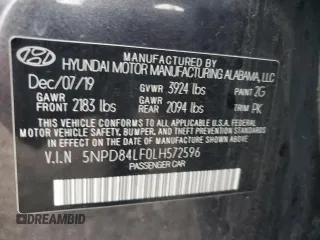 MANUFACTURED BY
HYUNDAI MOTOR MANUFACTURING ALABAMA, LLC
Dec/07/19 GVWR 3924 lbs PAINT 2G
GAWR FRONT 2183 lbs GAWR REAR 2094 lbs TRIM PK
THIS VEHICLE CONFORMS TO ALL APPLICABLE U.S.A. FEDERAL
MOTOR VEHICLE SAFETY, BUMPER, AND THEFT PREVENTION STANDARDS
IN EFFECT ON THE DATE OF MANUFACTURE SHOWN ABOVE.
V.I.N 5NPD84LF0LH572596
PASSENGER CAR
DREAMBID